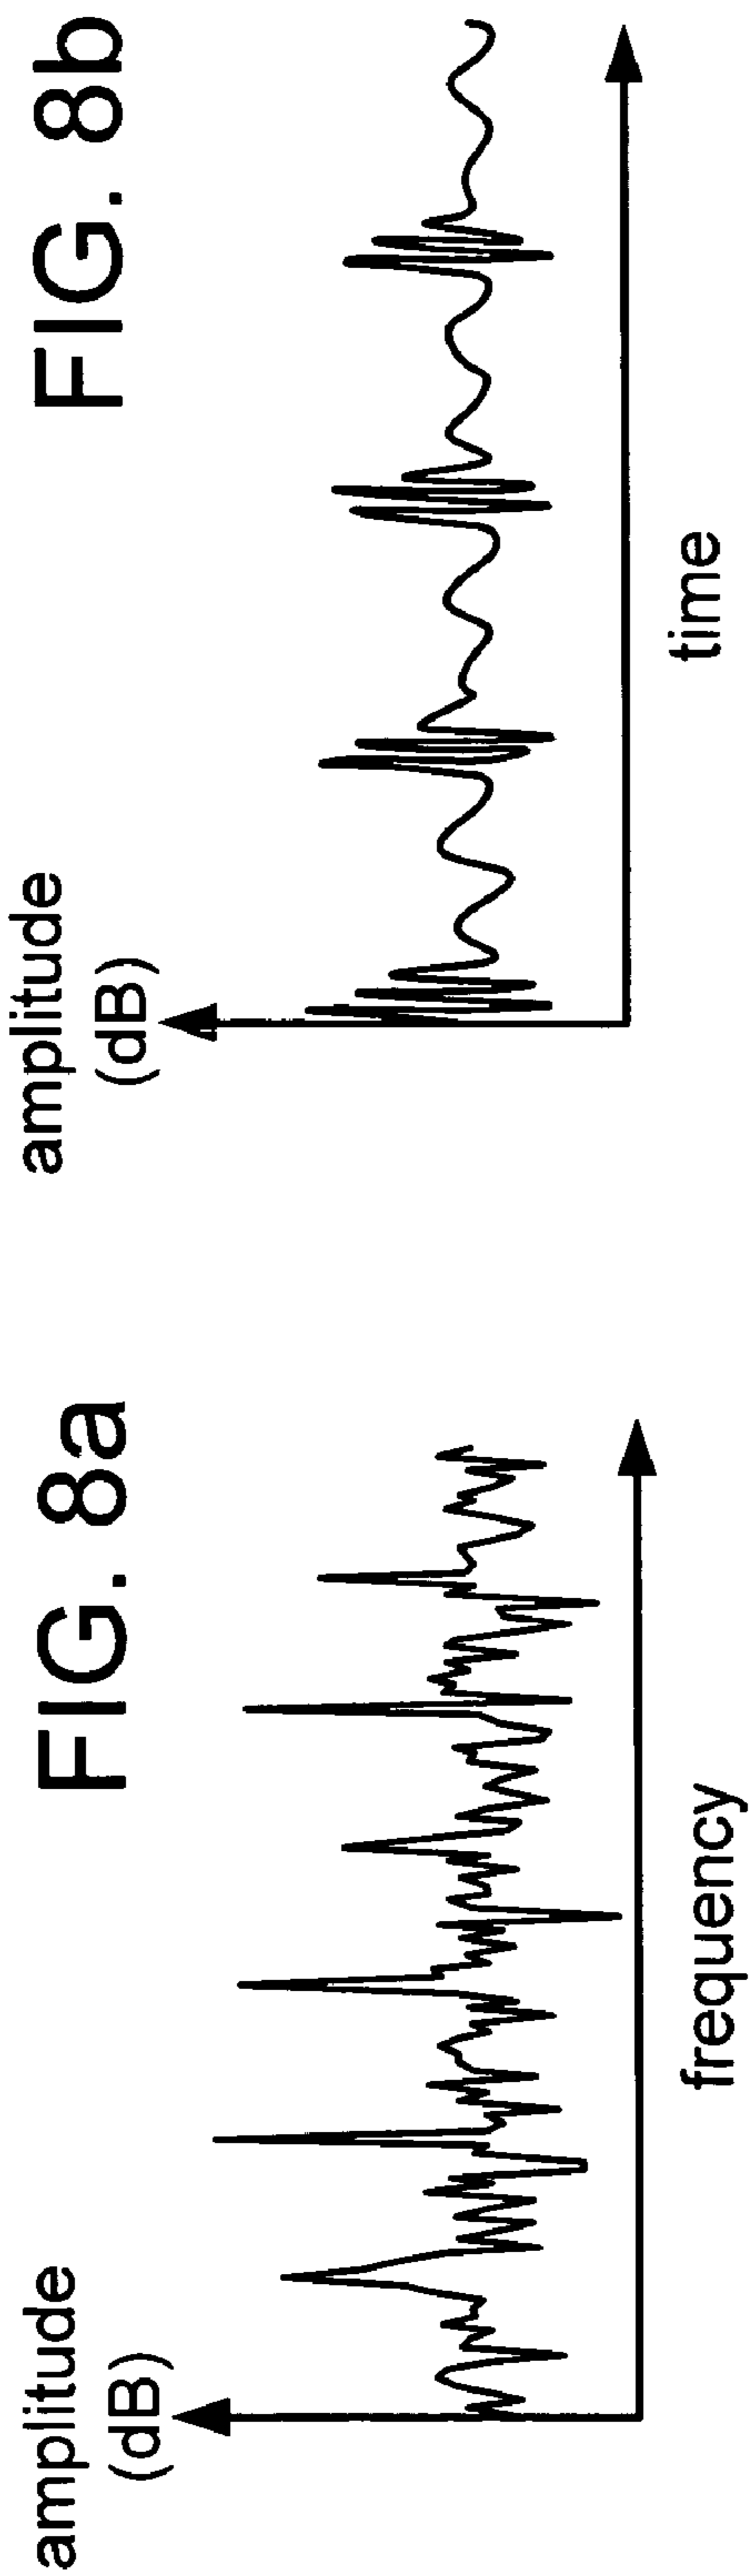 FIG. 8a
amplitude
(dB)
frequency
FIG. 8b
amplitude
(dB)
time